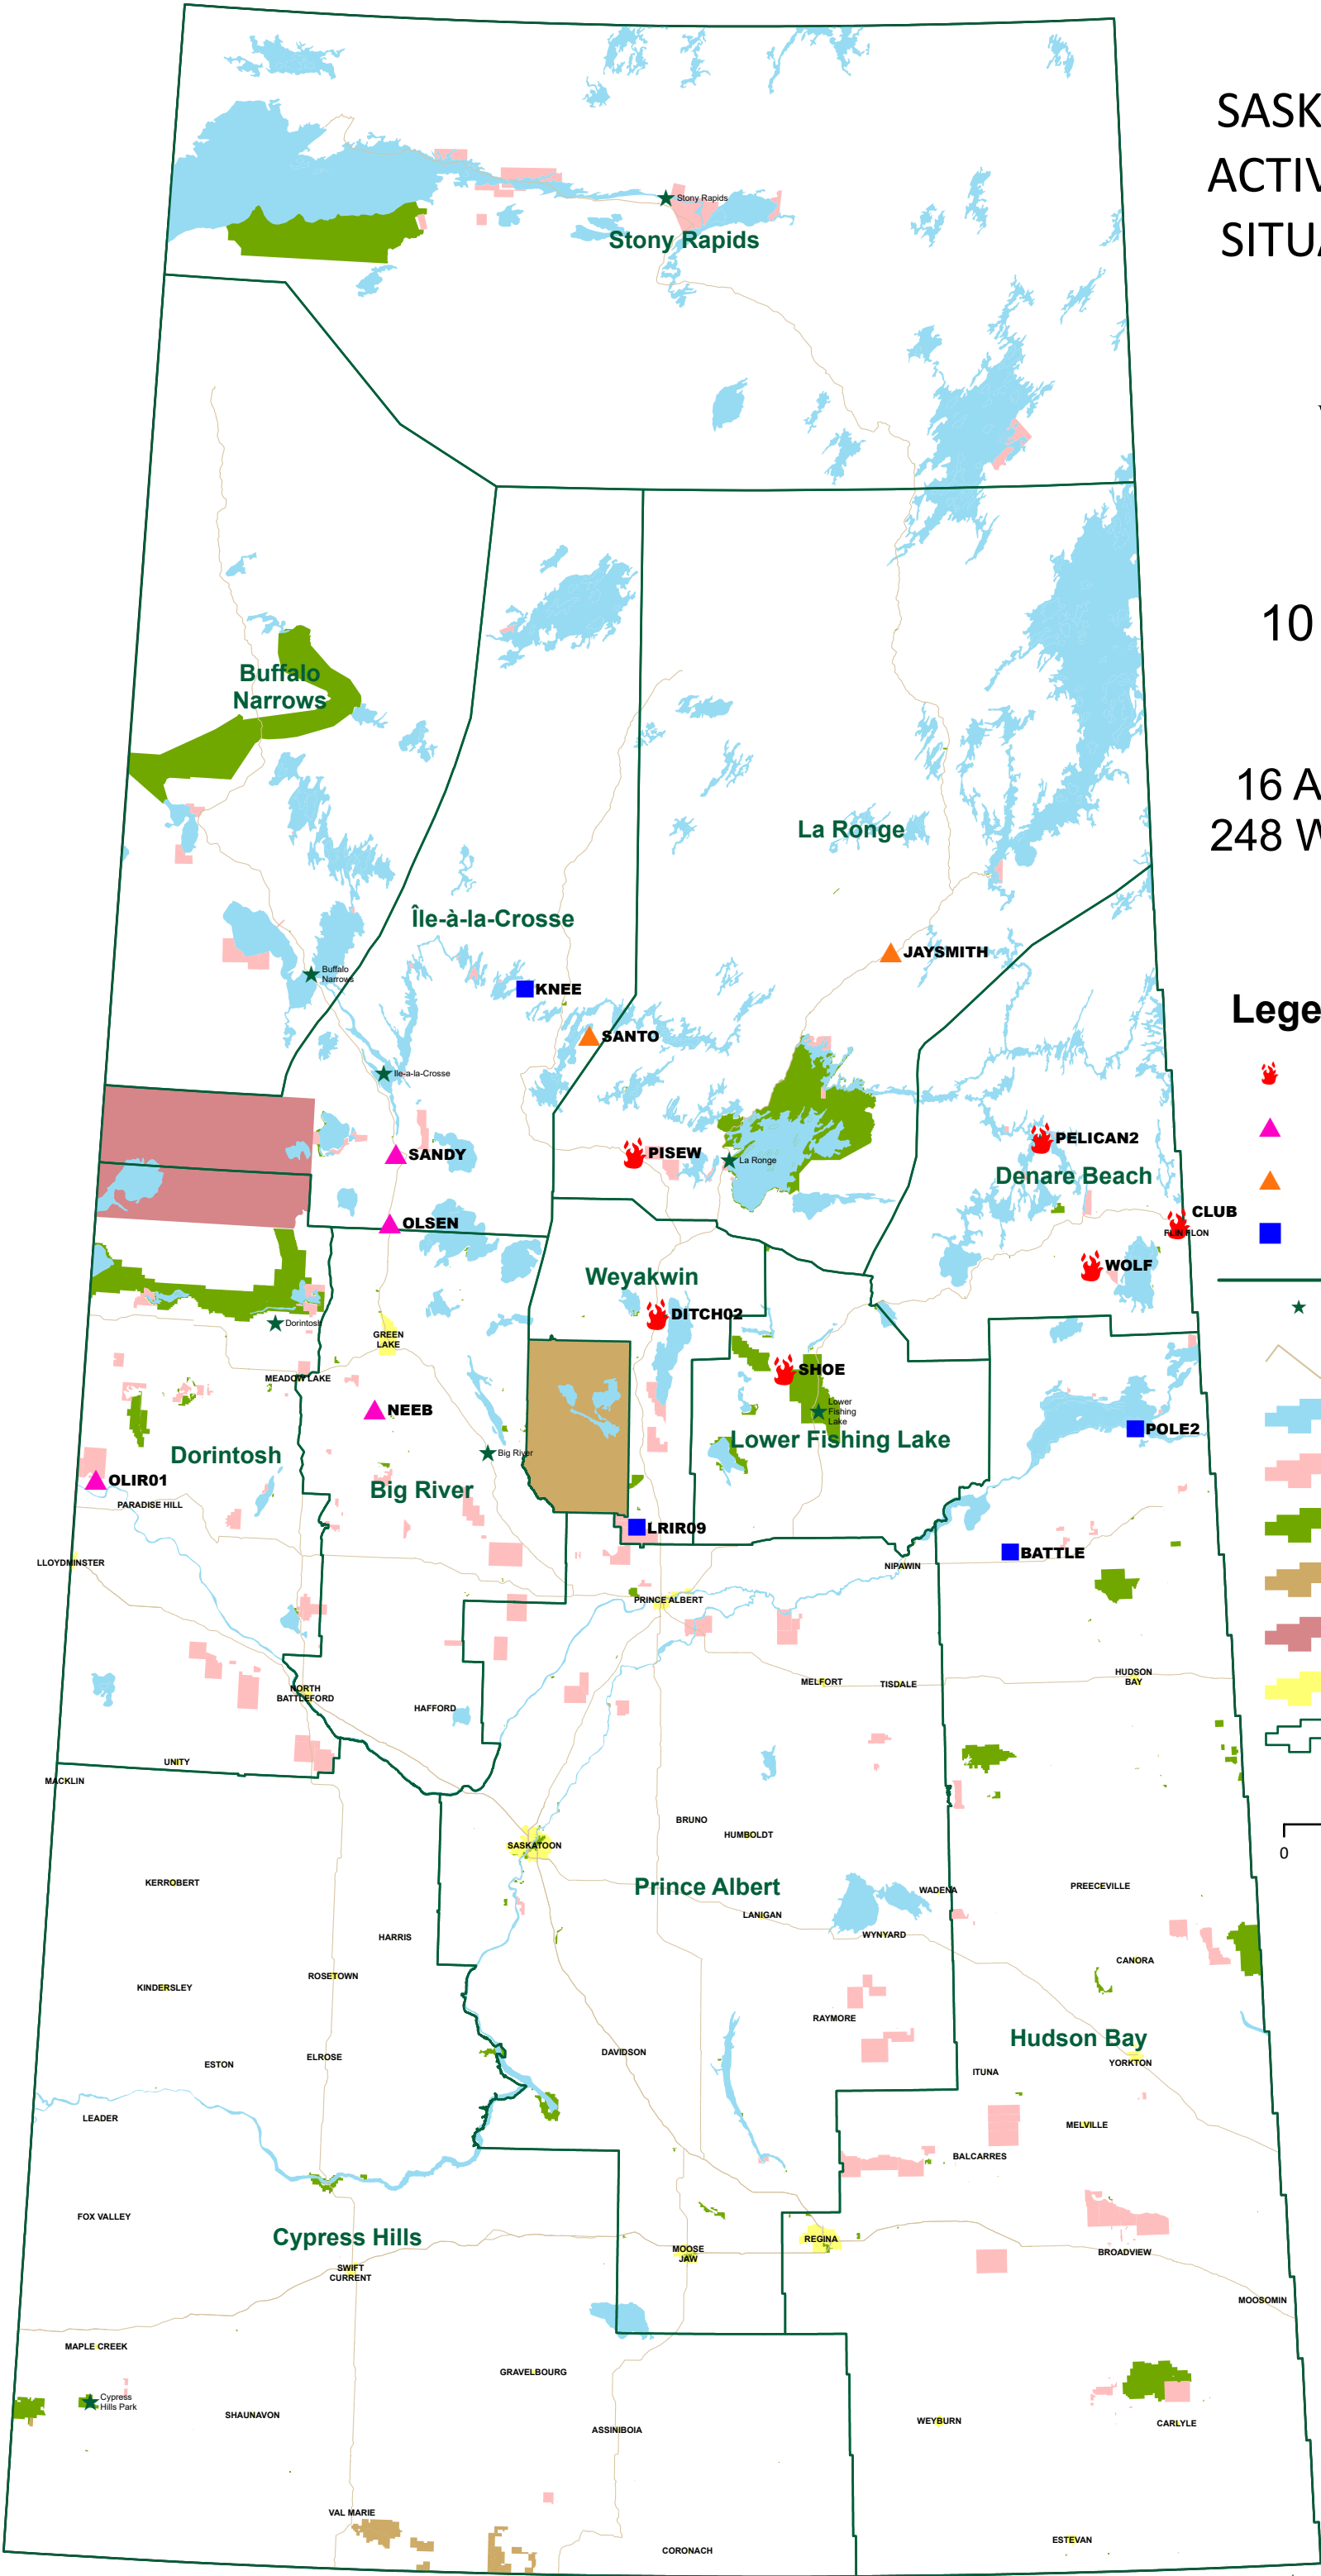 SASK
ACTIV
SITUA
10
16 A
248 W
Lege
0
Stony Rapids
Stony Rapids
Buffalo
Narrows
La Ronge
Île-à-la-Crosse
JAYSMITH
Buffalo
Narrows
KNEE
SANTO
Ile-a-la-Crosse
PELICAN2
SANDY
PISEW
La Ronge
Denare Beach
CLUB
OLSEN
FLIN FLON
WOLF
Weyakwin
DITCH02
Dorintosh
GREEN
LAKE
SHOE
MEADOW LAKE
Lower
Fishing
Lake
NEEB
POLE2
Lower Fishing Lake
Dorintosh
Big River
OLIR01
Big River
PARADISE HILL
LRIR09
BATTLE
LLOYDMINSTER
NIPAWIN
PRINCE ALBERT
HUDSON
BAY
MELFORT
TISDALE
NORTH
BATTLEFORD
HAFFORD
UNITY
MACKLIN
BRUNO
HUMBOLDT
SASKATOON
KERROBERT
Prince Albert
PREECEVILLE
WADENA
LANIGAN
WYNYARD
HARRIS
CANORA
ROSETOWN
KINDERSLEY
RAYMORE
Hudson Bay
DAVIDSON
ELROSE
YORKTON
ESTON
ITUNA
LEADER
MELVILLE
BALCARRES
FOX VALLEY
Cypress Hills
REGINA
MOOSE
JAW
BROADVIEW
SWIFT
CURRENT
MOOSOMIN
MAPLE CREEK
GRAVELBOURG
Cypress
Hills Park
SHAUNAVON
WEYBURN
CARLYLE
ASSINIBOIA
VAL MARIE
ESTEVAN
CORONACH